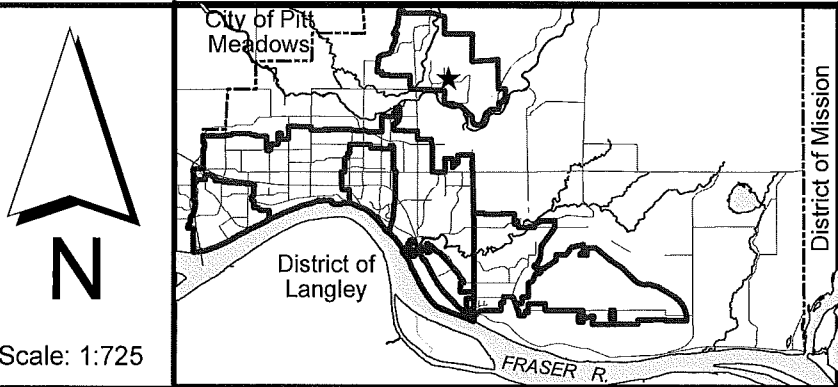 N
Scale: 1:725
City of Pitt
Meadows
District of
Langley
FRASER R.
District of Mission